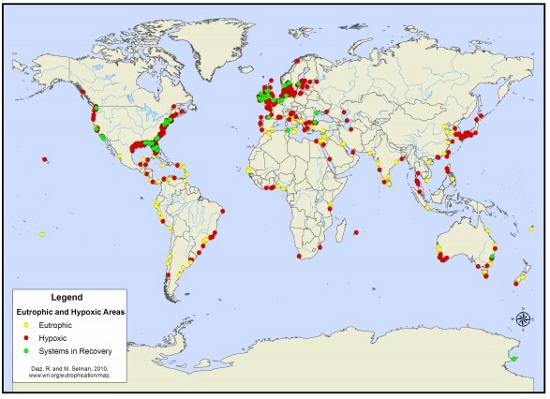 Legend
Eutrophic and Hypoxic Areas
Eutrophic
Hypoxic
Systems in Recovery
Diaz, R. and M. Selman. 2010.
www.wri.org/eutrophication/map.